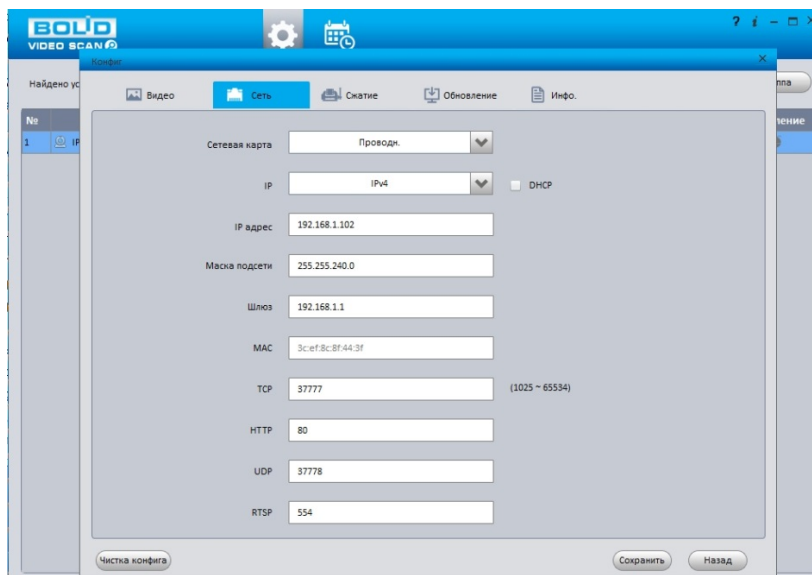 BOLID
VIDEO SCAN
? i
Конфиг
Найдено ус
ппа
Видео Сеть Сжатие Обновление Инфо.
№
ление
1 IP
Сетевая карта Проводн.
IP IPv4 DHCP
IP адрес 192.168.1.102
Маска подсети 255.255.240.0
Шлюз 192.168.1.1
MAC 3c:ef:8c:8f:44:3f
TCP 37777 (1025 ~ 65534)
HTTP 80
UDP 37778
RTSP 554
Чистка конфига Сохранить Назад